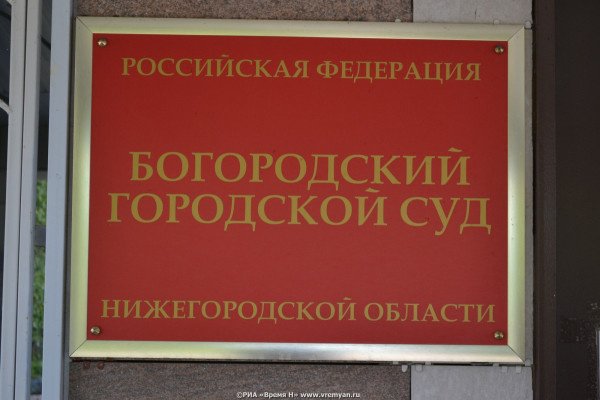 РОССИЙСКАЯ ФЕДЕРАЦИЯ
БОГОРОДСКИЙ
ГОРОДСКОЙ СУД
НИЖЕГОРОДСКОЙ ОБЛАСТИ
©РИА «Время Н» www.vremyan.ru